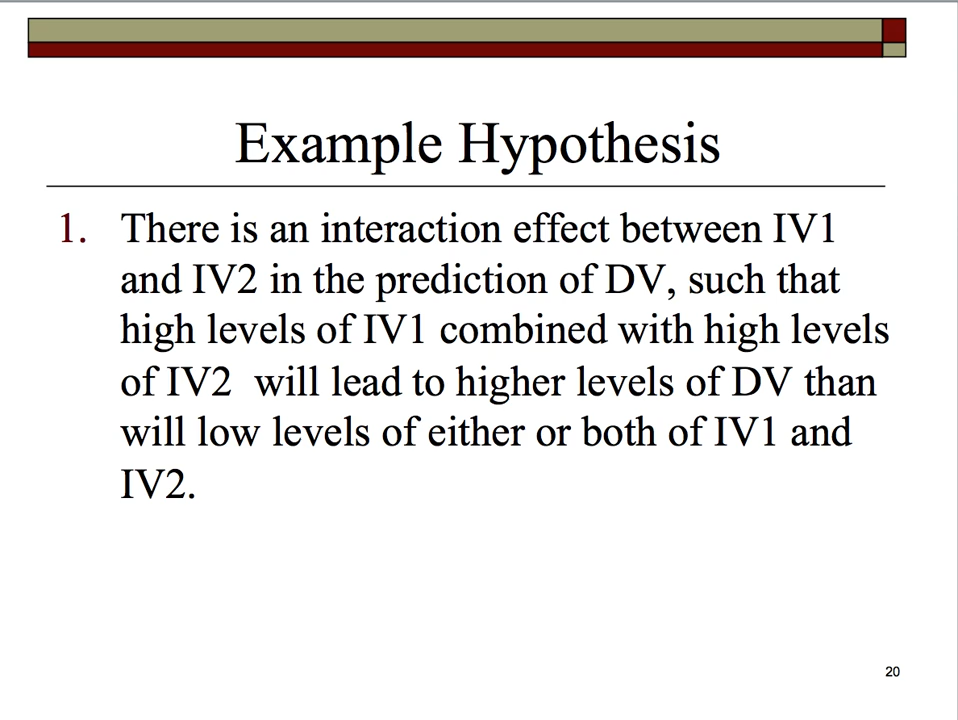 Example Hypothesis
1. There is an interaction effect between IV1
and IV2 in the prediction of DV, such that
high levels of IV1 combined with high levels
of IV2  will lead to higher levels of DV than
will low levels of either or both of IV1 and
IV2.
20